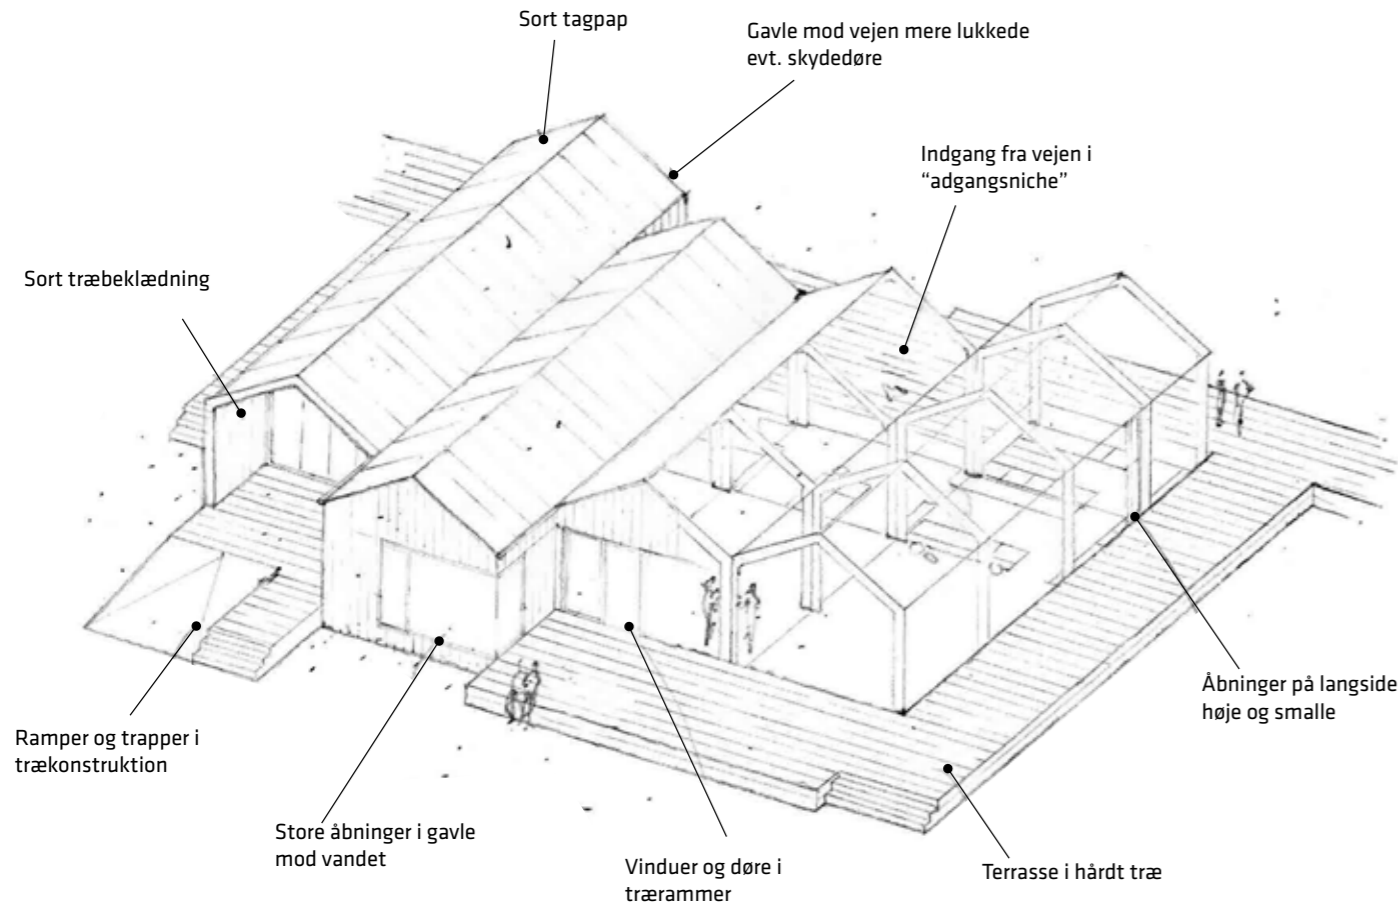 Sort tagpap
Gavle mod vejen mere lukkede
evt. skydedøre
Indgang fra vejen i
“adgangsniche”
Sort træbeklædning
Åbninger på langside
høje og smalle
Ramper og trapper i
trækonstruktion
Store åbninger i gavle
mod vandet
Vinduer og døre i
trærammer
Terrasse i hårdt træ